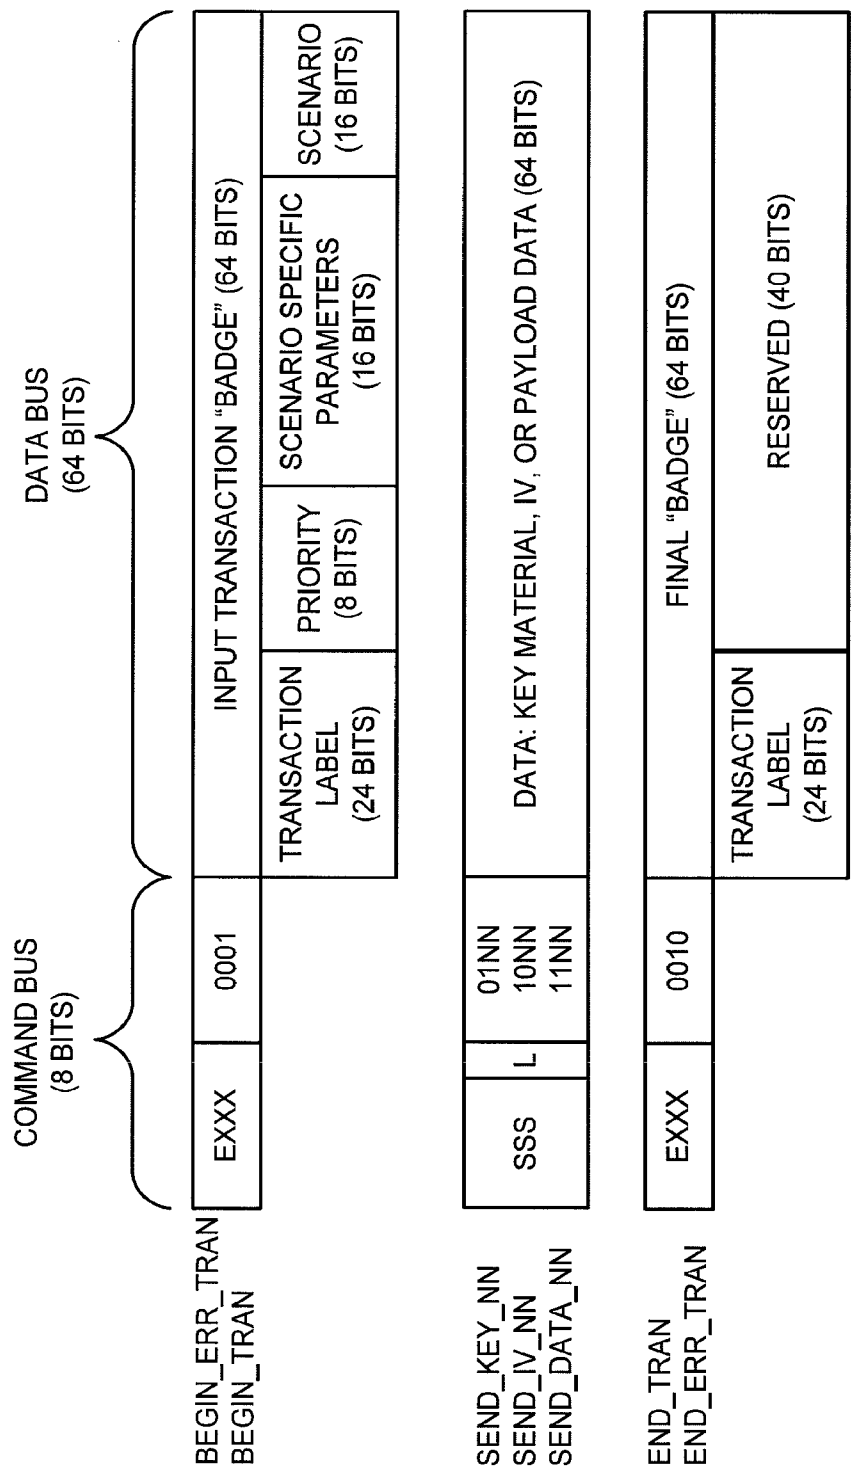 COMMAND BUS
(8 BITS)
DATA BUS
(64 BITS)
BEGIN_ERR_TRAN
BEGIN_TRAN
EXXX
0001
INPUT TRANSACTION "BADGE" (64 BITS)
TRANSACTION
LABEL
(24 BITS)
PRIORITY
(8 BITS)
SCENARIO SPECIFIC
PARAMETERS
(16 BITS)
SCENARIO
(16 BITS)
SEND_KEY_NN
SEND_IV_NN
SEND_DATA_NN
SSS
L
01NN
10NN
11NN
DATA: KEY MATERIAL, IV, OR PAYLOAD DATA (64 BITS)
END_TRAN
END_ERR_TRAN
EXXX
0010
FINAL "BADGE" (64 BITS)
TRANSACTION
LABEL
(24 BITS)
RESERVED (40 BITS)